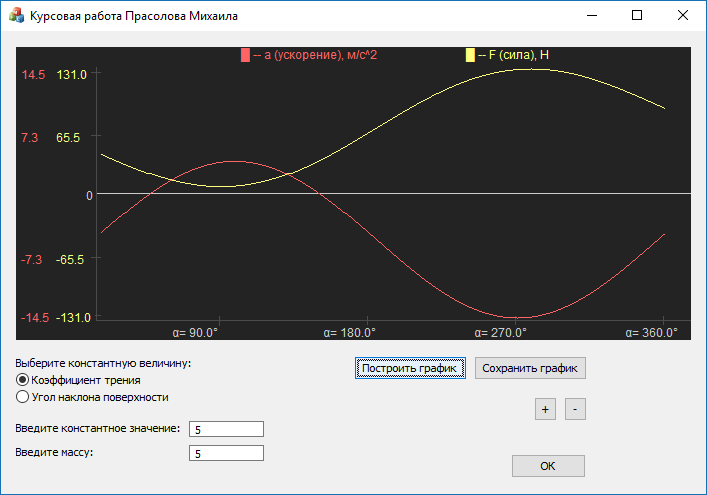 Курсовая работа Прасолова Михаила
-- a (ускорение), м/с^2 -- F (сила), Н
14.5 131.0
7.3 65.5
0
-7.3 -65.5
-14.5 -131.0
α= 90.0° α= 180.0° α= 270.0° α= 360.0°
Выберите константную величину:
Построить график Сохранить график
Коэффициент трения
Угол наклона поверхности
+ -
Введите константное значение: 5
Введите массу: 5
OK